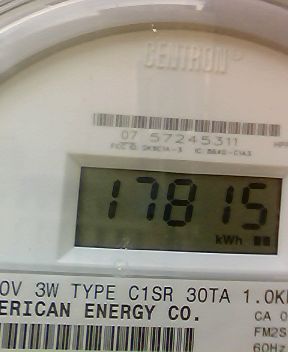 CENTRON
07 57245311
17815
kWh
0V 3W TYPE C1SR 30TA 1.0K
ERICAN ENERGY CO.
CA 0
FM2S
60Hz